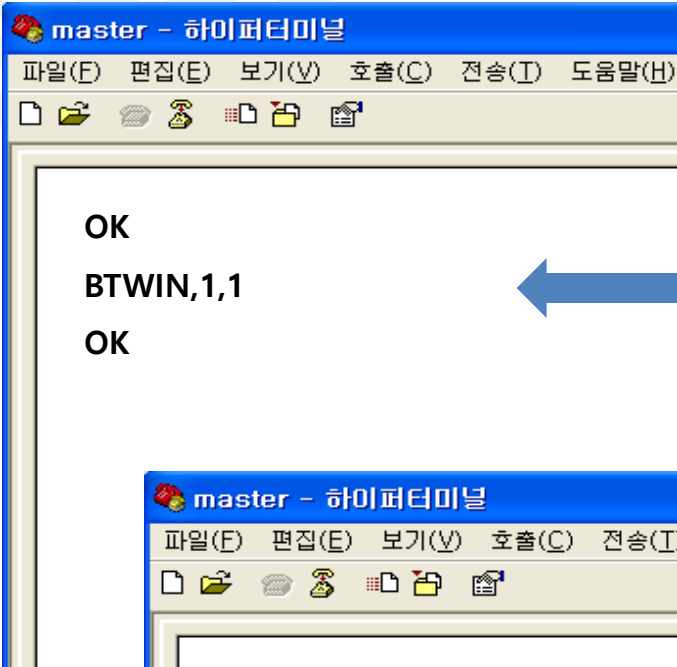 master - 하이퍼터미널
파일(F) 편집(E) 보기(V) 호출(C) 전송(T) 도움말(H)
OK
BTWIN,1,1
OK
master - 하이퍼터미널
파일(F) 편집(E) 보기(V) 호출(C) 전송(T